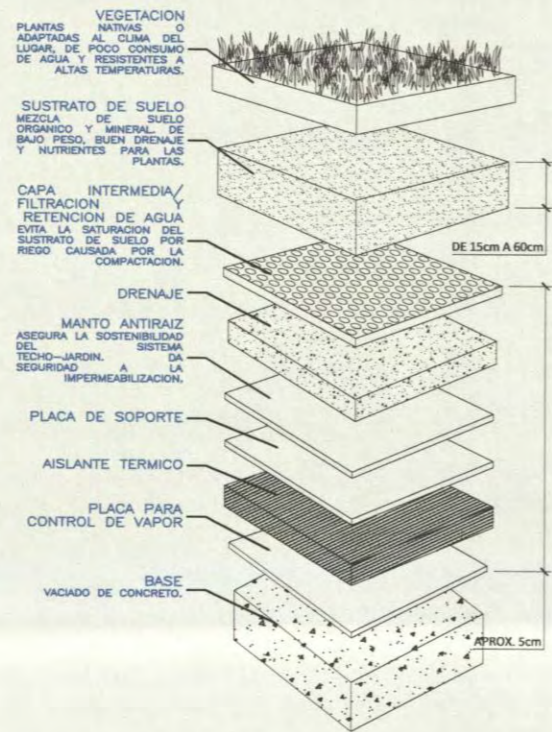 VEGETACION
PLANTAS NATIVAS O
ADAPTADAS AL CLIMA DEL
LUGAR, DE POCO CONSUMO
DE AGUA Y RESISTENTES A
ALTAS TEMPERATURAS.
SUSTRATO DE SUELO
MEZCLA DE SUELO
ORGANICO Y MINERAL. DE
BAJO PESO, BUEN DRENAJE
Y NUTRIENTES PARA LAS
PLANTAS.
CAPA INTERMEDIA/
FILTRACION Y
RETENCION DE AGUA
EVITA LA SATURACION DEL
SUSTRATO DE SUELO POR
RIEGO CAUSADA POR LA
COMPACTACION.
DE 15cm A 60cm
DRENAJE
MANTO ANTIRAIZ
ASEGURA LA SOSTENIBILIDAD
DEL SISTEMA
TECHO-JARDIN. DA
SEGURIDAD A LA
IMPERMEABILIZACION.
PLACA DE SOPORTE
AISLANTE TERMICO
PLACA PARA
CONTROL DE VAPOR
BASE
VACIADO DE CONCRETO.
APROX. 5cm